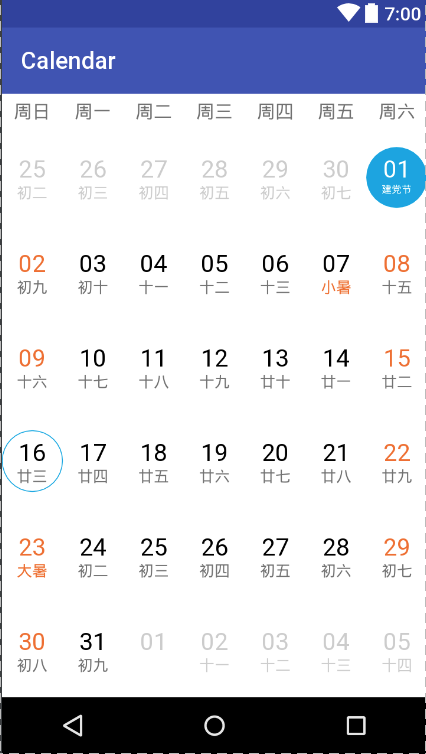 7:00
Calendar
周日 周一 周二 周三 周四 周五 周六
25 26 27 28 29 30 01
初二 初三 初四 初五 初六 初七 建党节
02 03 04 05 06 07 08
初九 初十 十一 十二 十三 小暑 十五
09 10 11 12 13 14 15
十六 十七 十八 十九 廿十 廿一 廿二
16 17 18 19 20 21 22
廿三 廿四 廿五 廿六 廿七 廿八 廿九
23 24 25 26 27 28 29
大暑 初二 初三 初四 初五 初六 初七
30 31 01 02 03 04 05
初八 初九 十一 十二 十三 十四